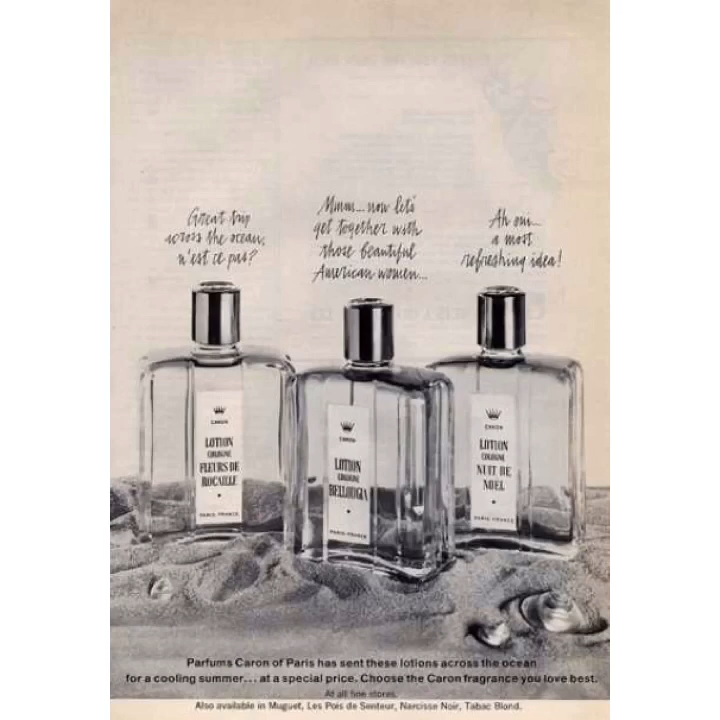 Great trip
across the ocean,
n'est ce pas?
Mmm... now let's
get together with
those beautiful
American women...
Ah oui...
a most
refreshing idea!
CARON
LOTION
COLOGNE
FLEURS DE
ROCAILLE
PARIS-FRANCE
CARON
LOTION
COLOGNE
BELLODGIA
PARIS-FRANCE
CARON
LOTION
COLOGNE
NUIT DE
NOEL
PARIS-FRANCE
Parfums Caron of Paris has sent these lotions across the ocean
for a cooling summer... at a special price. Choose the Caron fragrance you love best.
At all fine stores.
Also available in Muguet, Les Pois de Senteur, Narcisse Noir, Tabac Blond.